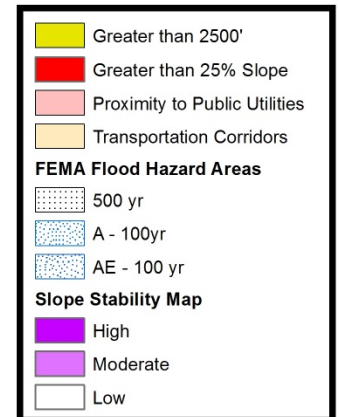 Greater than 2500'
Greater than 25% Slope
Proximity to Public Utilities
Transportation Corridors
FEMA Flood Hazard Areas
500 yr
A - 100yr
AE - 100 yr
Slope Stability Map
High
Moderate
Low